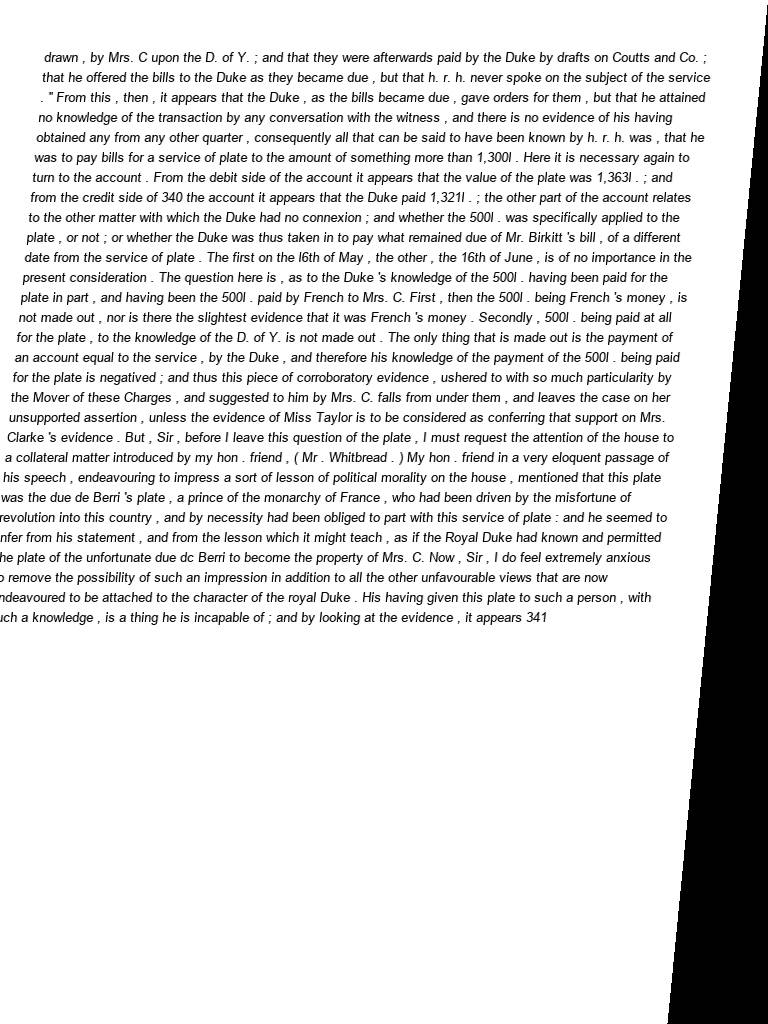 drawn , by Mrs. C upon the D. of Y. ; and that they were afterwards paid by the Duke by drafts on Coutts and Co. ;
that he offered the bills to the Duke as they became due , but that h. r. h. never spoke on the subject of the service
. " From this , then , it appears that the Duke , as the bills became due , gave orders for them , but that he attained
no knowledge of the transaction by any conversation with the witness , and there is no evidence of his having
obtained any from any other quarter , consequently all that can be said to have been known by h. r. h. was , that he
was to pay bills for a service of plate to the amount of something more than 1,300l . Here it is necessary again to
turn to the account . From the debit side of the account it appears that the value of the plate was 1,363l . ; and
from the credit side of 340 the account it appears that the Duke paid 1,321l . ; the other part of the account relates
to the other matter with which the Duke had no connexion ; and whether the 500l . was specifically applied to the
plate , or not ; or whether the Duke was thus taken in to pay what remained due of Mr. Birkitt 's bill , of a different
date from the service of plate . The first on the l6th of May , the other , the 16th of June , is of no importance in the
present consideration . The question here is , as to the Duke 's knowledge of the 500l . having been paid for the
plate in part , and having been the 500l . paid by French to Mrs. C. First , then the 500l . being French 's money , is
not made out , nor is there the slightest evidence that it was French 's money . Secondly , 500l . being paid at all
for the plate , to the knowledge of the D. of Y. is not made out . The only thing that is made out is the payment of
an account equal to the service , by the Duke , and therefore his knowledge of the payment of the 500l . being paid
for the plate is negatived ; and thus this piece of corroboratory evidence , ushered to with so much particularity by
the Mover of these Charges , and suggested to him by Mrs. C. falls from under them , and leaves the case on her
unsupported assertion , unless the evidence of Miss Taylor is to be considered as conferring that support on Mrs.
Clarke 's evidence . But , Sir , before I leave this question of the plate , I must request the attention of the house to
a collateral matter introduced by my hon . friend , ( Mr . Whitbread . ) My hon . friend in a very eloquent passage of
his speech , endeavouring to impress a sort of lesson of political morality on the house , mentioned that this plate
was the due de Berri 's plate , a prince of the monarchy of France , who had been driven by the misfortune of
revolution into this country , and by necessity had been obliged to part with this service of plate : and he seemed to
nfer from his statement , and from the lesson which it might teach , as if the Royal Duke had known and permitted
he plate of the unfortunate due dc Berri to become the property of Mrs. C. Now , Sir , I do feel extremely anxious
o remove the possibility of such an impression in addition to all the other unfavourable views that are now
ndeavoured to be attached to the character of the royal Duke . His having given this plate to such a person , with
uch a knowledge , is a thing he is incapable of ; and by looking at the evidence , it appears 341